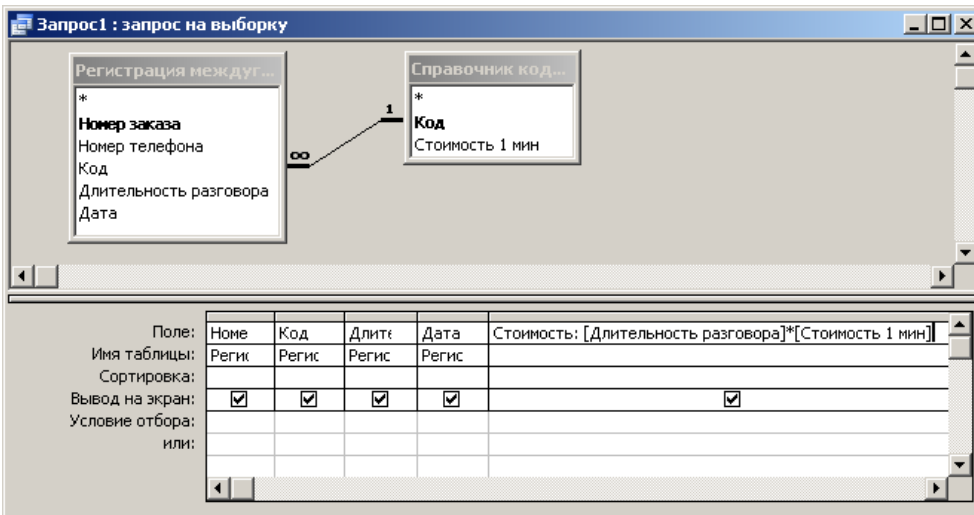 Запрос1 : запрос на выборку
Регистрация междуг...
*
Номер заказа
Номер телефона
Код
Длительность разговора
Дата
∞
1
Справочник код...
*
Код
Стоимость 1 мин
Поле: Номе Код Длите Дата Стоимость: [Длительность разговора]*[Стоимость 1 мин]
Имя таблицы: Регис Регис Регис Регис
Сортировка:
Вывод на экран:
Условие отбора:
или: